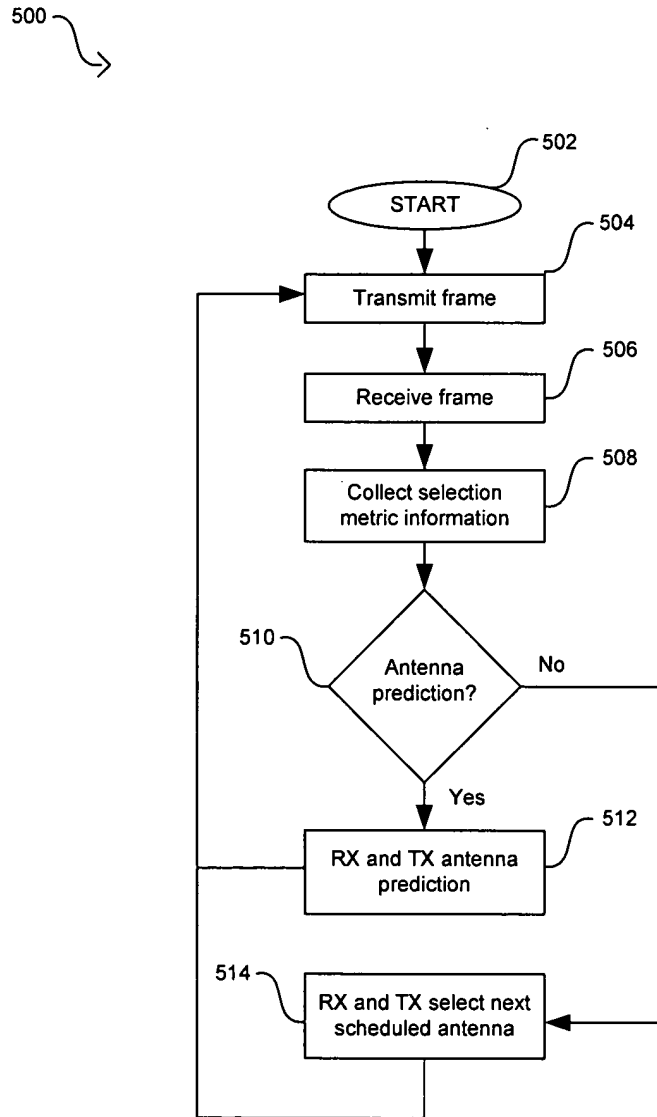 500
502
START
504
Transmit frame
506
Receive frame
508
Collect selection
metric information
510
Antenna
prediction?
No
Yes
512
RX and TX antenna
prediction
514
RX and TX select next
scheduled antenna